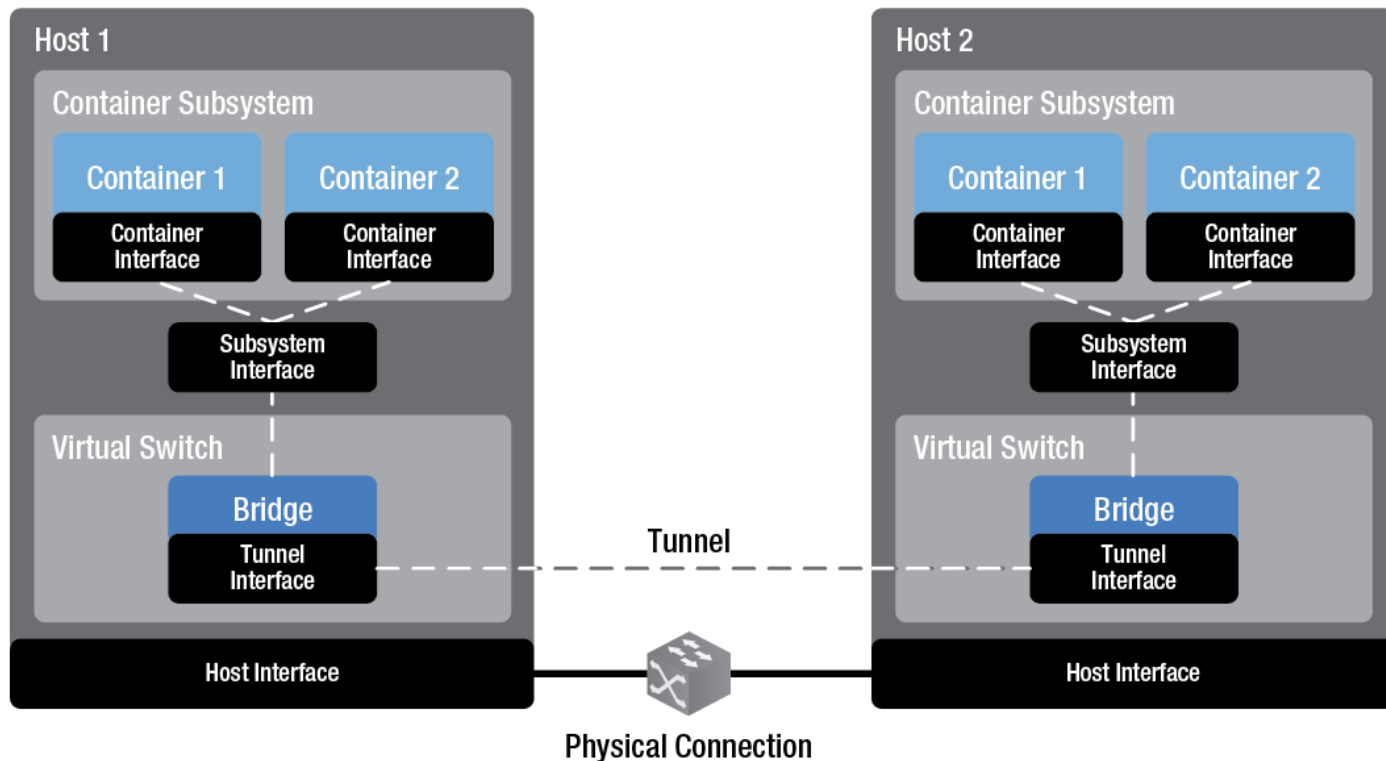 Host 1
Container Subsystem
Container 1
Container 2
Container
Interface
Container
Interface
Subsystem
Interface
Virtual Switch
Bridge
Tunnel
Interface
Host Interface
Tunnel
Physical Connection
Host 2
Container Subsystem
Container 1
Container 2
Container
Interface
Container
Interface
Subsystem
Interface
Virtual Switch
Bridge
Tunnel
Interface
Host Interface